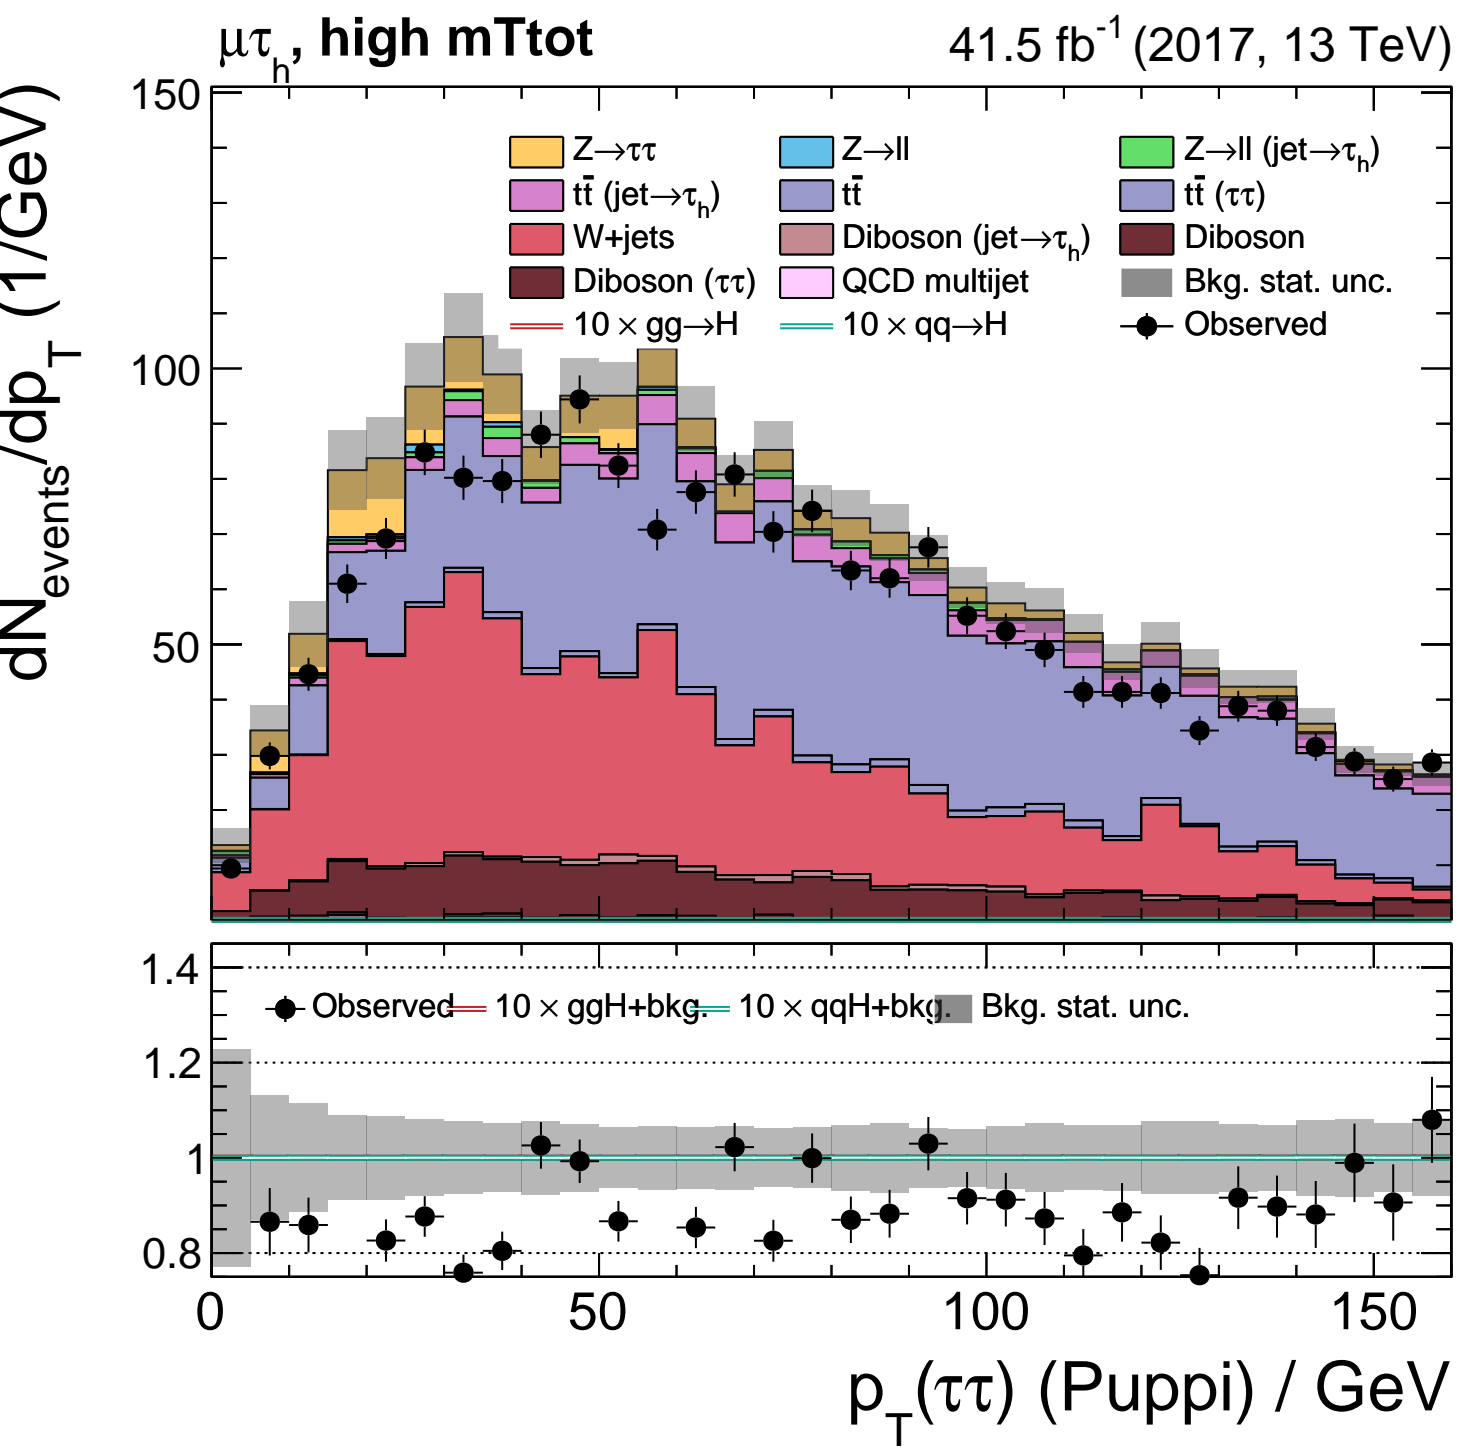 μτh, high mTtot 41.5 fb-1 (2017, 13 TeV)
dNevents/dpT (1/GeV)
150
100
50
Z→ττ Z→ll Z→ll (jet→τh)
tt̄ (jet→τh) tt̄ tt̄ (ττ)
W+jets Diboson (jet→τh) Diboson
Diboson (ττ) QCD multijet Bkg. stat. unc.
10 × gg→H 10 × qq→H Observed
1.4
Observed 10 × ggH+bkg. 10 × qqH+bkg. Bkg. stat. unc.
1.2
1
0.8
0 50 100 150
pT(ττ) (Puppi) / GeV